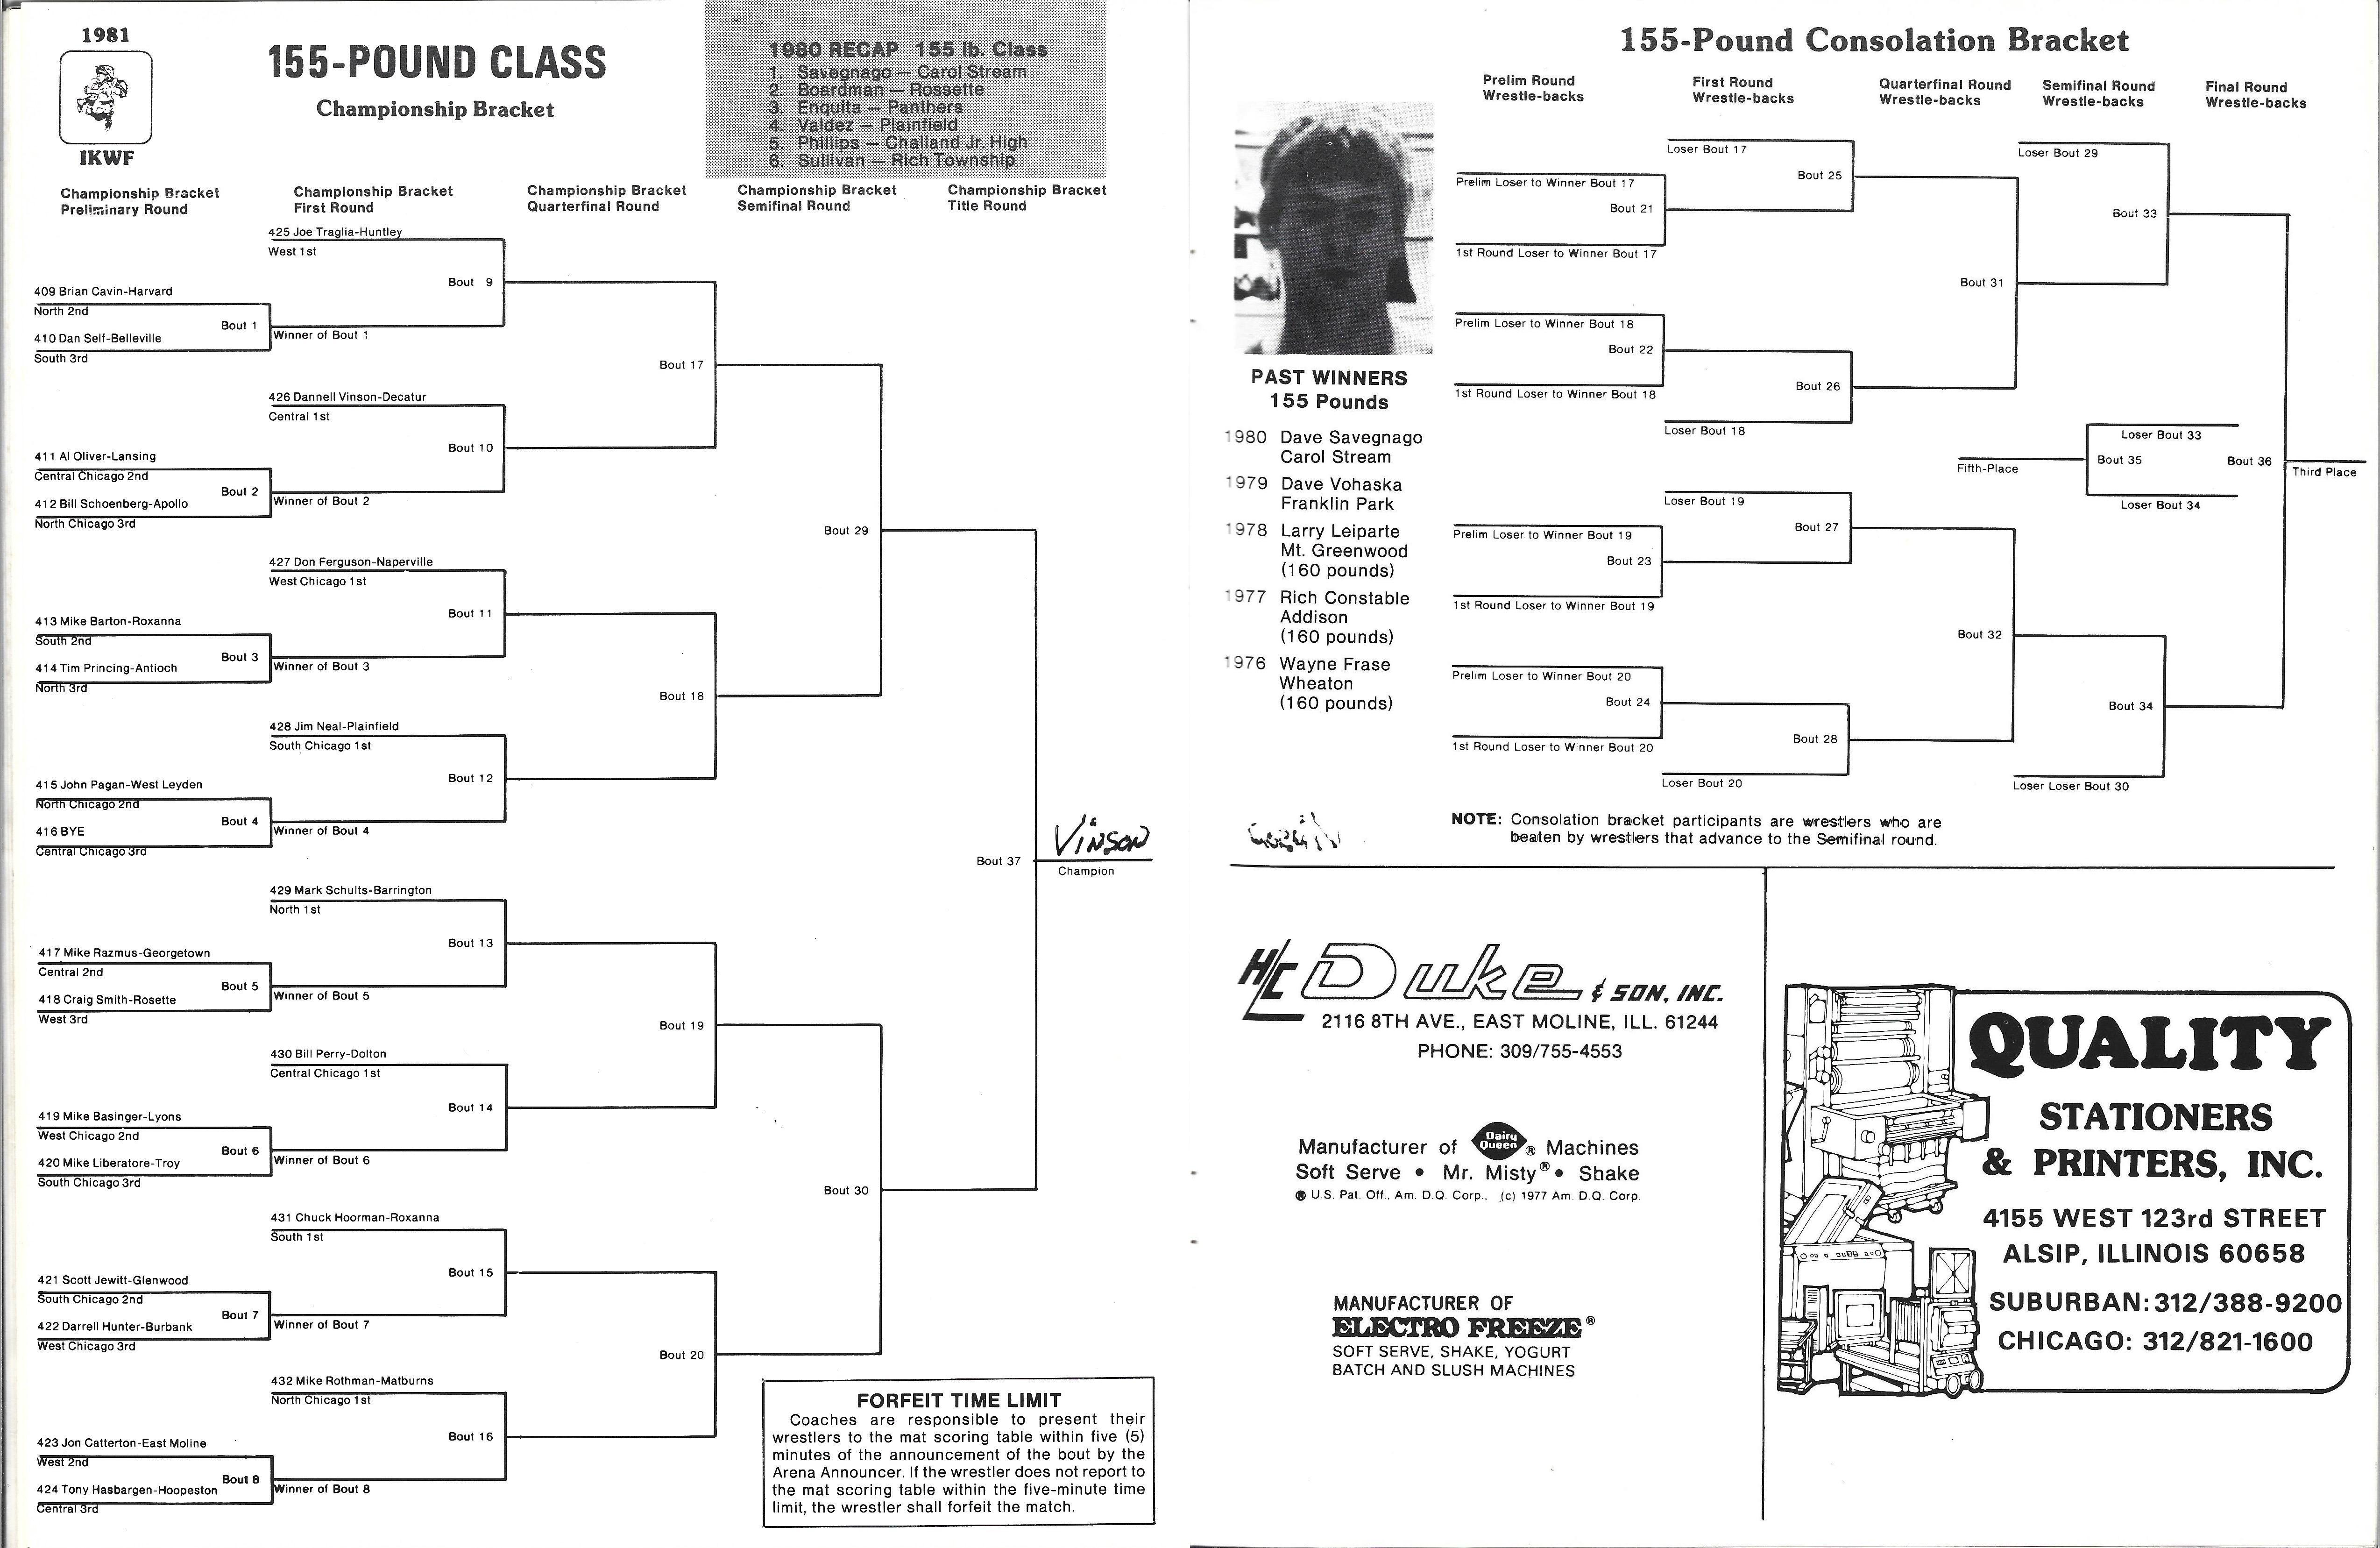 1981
IKWF
155-POUND CLASS
Championship Bracket
1980 RECAP 155 lb. Class
1. Savegnago — Carol Stream
2. Boardman — Rossette
3. Enquita — Panthers
4. Valdez — Plainfield
5. Phillips — Challand Jr. High
6. Sullivan — Rich Township
Championship Bracket
Preliminary Round
Championship Bracket
First Round
Championship Bracket
Quarterfinal Round
Championship Bracket
Semifinal Round
Championship Bracket
Title Round
425 Joe Traglia-Huntley
West 1st
Bout 9
409 Brian Cavin-Harvard
North 2nd
Bout 1
Winner of Bout 1
410 Dan Self-Belleville
South 3rd
Bout 17
426 Dannell Vinson-Decatur
Central 1st
Bout 10
411 Al Oliver-Lansing
Central Chicago 2nd
Bout 2
Winner of Bout 2
412 Bill Schoenberg-Apollo
North Chicago 3rd
Bout 29
427 Don Ferguson-Naperville
West Chicago 1st
Bout 11
413 Mike Barton-Roxanna
South 2nd
Bout 3
Winner of Bout 3
414 Tim Princing-Antioch
North 3rd
Bout 18
428 Jim Neal-Plainfield
South Chicago 1st
Bout 12
415 John Pagan-West Leyden
North Chicago 2nd
Bout 4
Winner of Bout 4
416 BYE
Central Chicago 3rd
Bout 37
Vinson
Champion
429 Mark Schults-Barrington
North 1st
Bout 13
417 Mike Razmus-Georgetown
Central 2nd
Bout 5
Winner of Bout 5
418 Craig Smith-Rosette
West 3rd
Bout 19
430 Bill Perry-Dolton
Central Chicago 1st
Bout 14
419 Mike Basinger-Lyons
West Chicago 2nd
Bout 6
Winner of Bout 6
420 Mike Liberatore-Troy
South Chicago 3rd
Bout 30
431 Chuck Hoorman-Roxanna
South 1st
Bout 15
421 Scott Jewitt-Glenwood
South Chicago 2nd
Bout 7
Winner of Bout 7
422 Darrell Hunter-Burbank
West Chicago 3rd
Bout 20
432 Mike Rothman-Matburns
North Chicago 1st
Bout 16
423 Jon Catterton-East Moline
West 2nd
Bout 8
Winner of Bout 8
424 Tony Hasbargen-Hoopeston
Central 3rd
FORFEIT TIME LIMIT
Coaches are responsible to present their
wrestlers to the mat scoring table within five (5)
minutes of the announcement of the bout by the
Arena Announcer. If the wrestler does not report to
the mat scoring table within the five-minute time
limit, the wrestler shall forfeit the match.
155-Pound Consolation Bracket
Prelim Round
Wrestle-backs
First Round
Wrestle-backs
Quarterfinal Round
Wrestle-backs
Semifinal Round
Wrestle-backs
Final Round
Wrestle-backs
PAST WINNERS
155 Pounds
1980 Dave Savegnago
Carol Stream
1979 Dave Vohaska
Franklin Park
1978 Larry Leiparte
Mt. Greenwood
(160 pounds)
1977 Rich Constable
Addison
(160 pounds)
1976 Wayne Frase
Wheaton
(160 pounds)
Loser Bout 17
Bout 25
Prelim Loser to Winner Bout 17
Bout 21
1st Round Loser to Winner Bout 17
Loser Bout 29
Bout 33
Bout 31
Prelim Loser to Winner Bout 18
Bout 22
1st Round Loser to Winner Bout 18
Bout 26
Loser Bout 18
Loser Bout 33
Fifth-Place
Bout 35
Bout 36
Third Place
Loser Bout 34
Loser Bout 19
Bout 27
Prelim Loser to Winner Bout 19
Bout 23
1st Round Loser to Winner Bout 19
Bout 32
Prelim Loser to Winner Bout 20
Bout 24
1st Round Loser to Winner Bout 20
Bout 28
Loser Bout 20
Bout 34
Loser Loser Bout 30
NOTE: Consolation bracket participants are wrestlers who are
beaten by wrestlers that advance to the Semifinal round.
H/C Duke & SON, INC.
2116 8TH AVE., EAST MOLINE, ILL. 61244
PHONE: 309/755-4553
Manufacturer of Dairy Queen ® Machines
Soft Serve • Mr. Misty® • Shake
® U.S. Pat. Off., Am. D.Q. Corp., (c) 1977 Am. D.Q. Corp.
MANUFACTURER OF
ELECTRO FREEZE®
SOFT SERVE, SHAKE, YOGURT
BATCH AND SLUSH MACHINES
QUALITY
STATIONERS
& PRINTERS, INC.
4155 WEST 123rd STREET
ALSIP, ILLINOIS 60658
SUBURBAN: 312/388-9200
CHICAGO: 312/821-1600